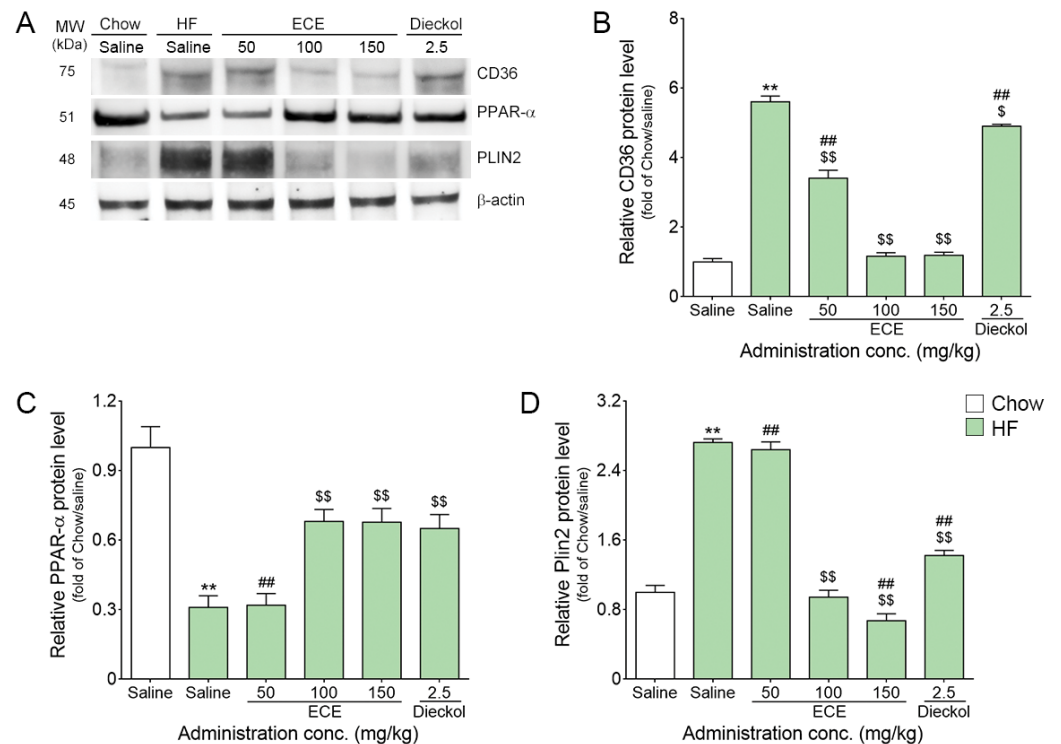 A
MW
(kDa)
Chow
HF
ECE
Dieckol
Saline
Saline
50
100
150
2.5
75
CD36
51
PPAR-α
48
PLIN2
45
β-actin
B
Relative CD36 protein level
(fold of Chow/saline)
8
6
4
2
0
**
##
$$
$$
$$
##
$
Saline
Saline
50
100
150
2.5
ECE
Dieckol
Administration conc. (mg/kg)
C
Relative PPAR-α protein level
(fold of Chow/saline)
1.2
0.9
0.6
0.3
0
**
##
$$
$$
$$
Saline
Saline
50
100
150
2.5
ECE
Dieckol
Administration conc. (mg/kg)
D
Relative Plin2 protein level
(fold of Chow/saline)
3.2
2.4
1.6
0.8
0
**
##
$$
##
$$
##
$$
Chow
HF
Saline
Saline
50
100
150
2.5
ECE
Dieckol
Administration conc. (mg/kg)